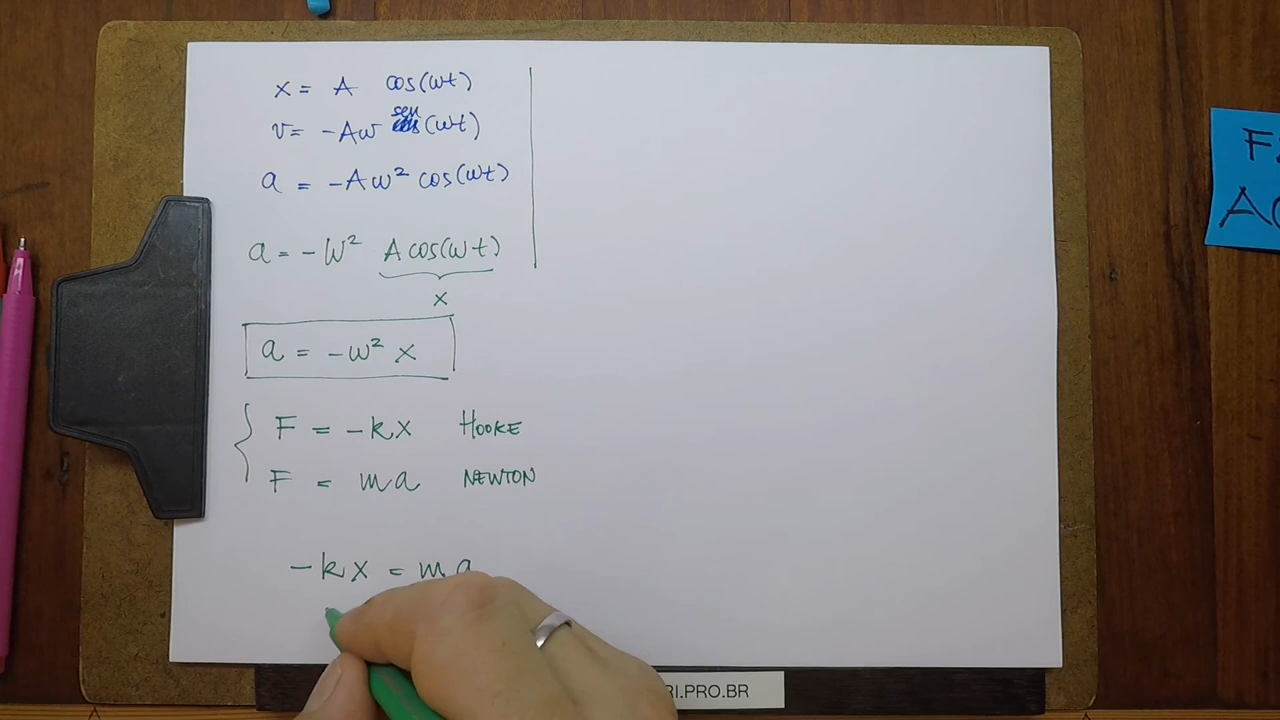 x = A cos(ωt)
v = -Aω sen (ωt)
a = -Aω² cos(ωt)
a = -ω² A cos(ωt)
x
a = -ω² x
F = -kx HOOKE
F = ma NEWTON
-kx = ma
RI.PRO.BR